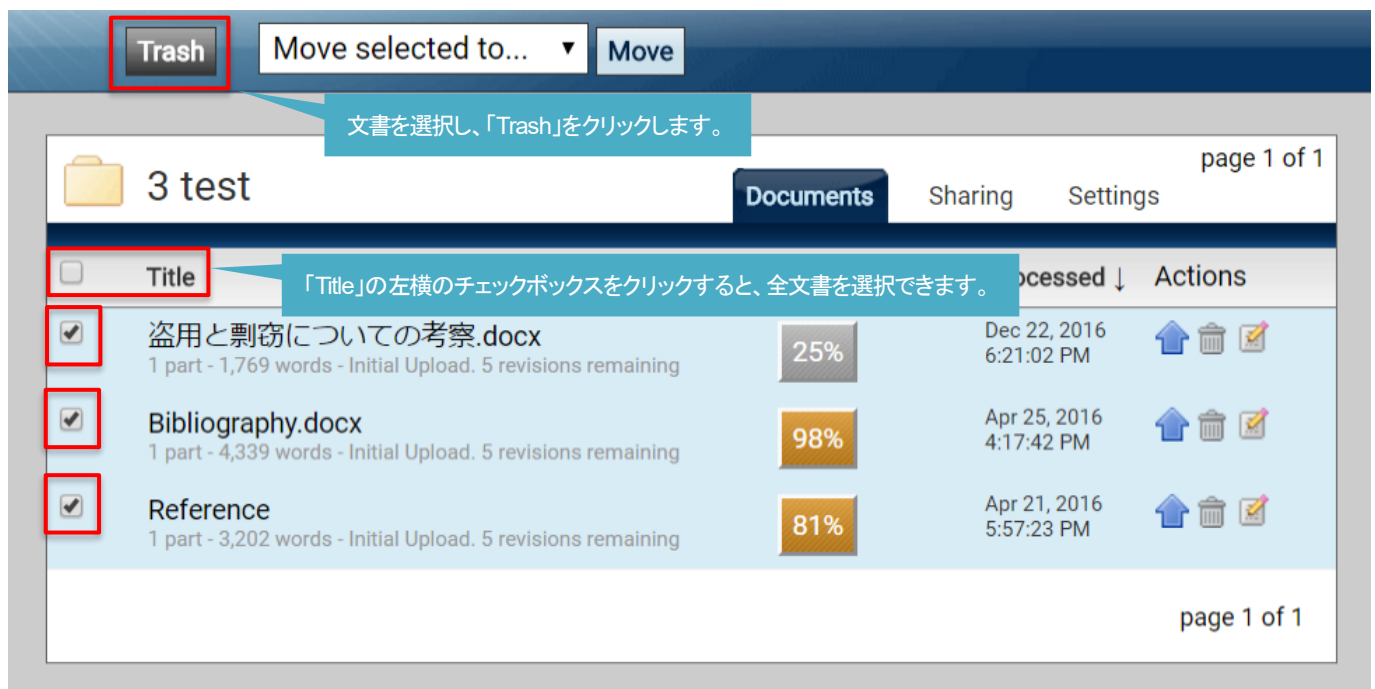 Trash Move selected to... Move
文書を選択し、「Trash」をクリックします。
page 1 of 1
3 test
Documents Sharing Settings
Title
「Title」の左横のチェックボックスをクリックすると、全文書を選択できます。
Actions
盗用と剽窃についての考察.docx
1 part - 1,769 words - Initial Upload. 5 revisions remaining
25%
Dec 22, 2016
6:21:02 PM
Bibliography.docx
1 part - 4,339 words - Initial Upload. 5 revisions remaining
98%
Apr 25, 2016
4:17:42 PM
Reference
1 part - 3,202 words - Initial Upload. 5 revisions remaining
81%
Apr 21, 2016
5:57:23 PM
page 1 of 1